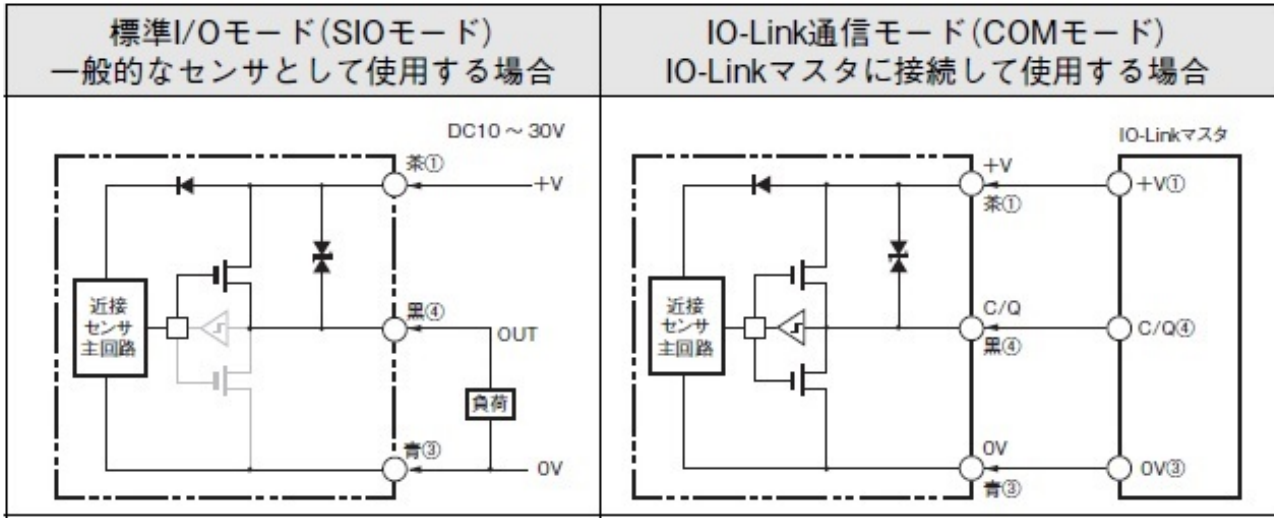 標準I/Oモード(SIOモード)
一般的なセンサとして使用する場合
IO-Link通信モード(COMモード)
IO-Linkマスタに接続して使用する場合
DC10～30V
茶①
+V
近接
センサ
主回路
黒④
OUT
負荷
青③
0V
IO-Linkマスタ
+V
茶①
+V①
近接
センサ
主回路
C/Q
黒④
C/Q④
0V
青③
0V③